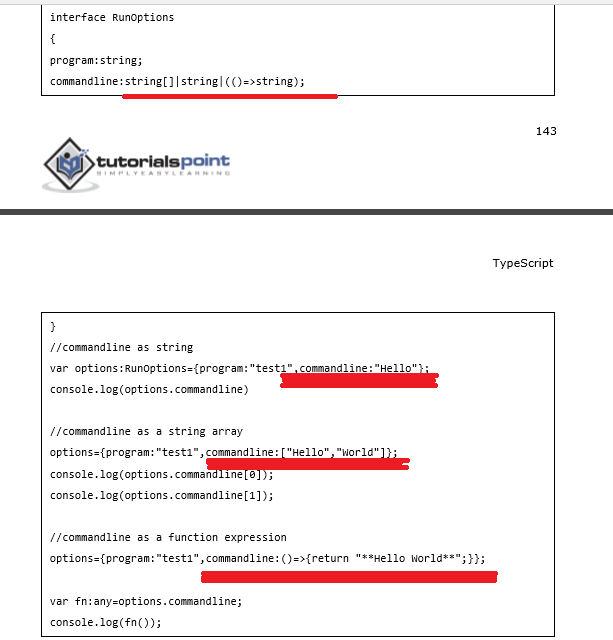 interface RunOptions
{
program:string;
commandline:string[]|string|(()=>string);
143
tutorialspoint
SIMPLYEASYLEARNING
TypeScript
}
//commandline as string
var options:RunOptions={program:"test1",commandline:"Hello"};
console.log(options.commandline)
//commandline as a string array
options={program:"test1",commandline:["Hello","World"]};
console.log(options.commandline[0]);
console.log(options.commandline[1]);
//commandline as a function expression
options={program:"test1",commandline:()=>{return "**Hello World**";}};
var fn:any=options.commandline;
console.log(fn());